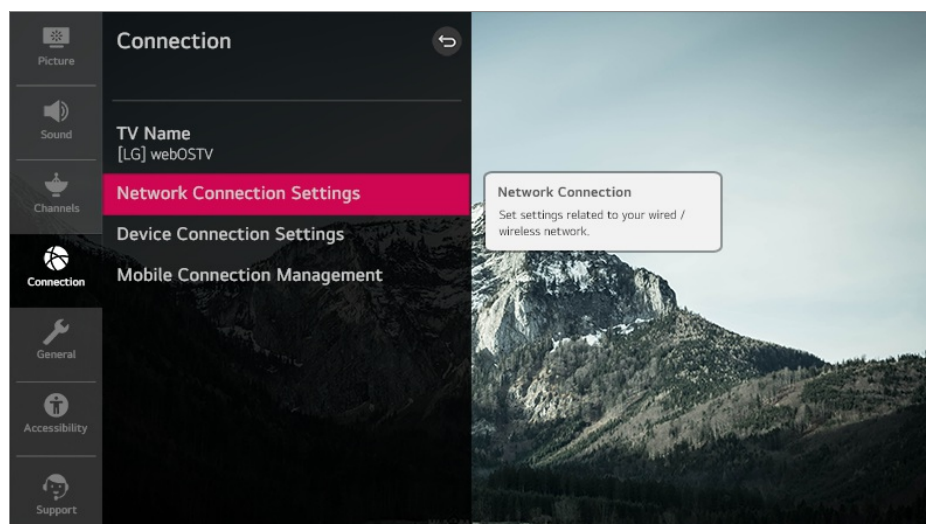 Picture
Sound
Channels
Connection
General
Accessibility
Support
Connection
TV Name
[LG] webOSTV
Network Connection Settings
Device Connection Settings
Mobile Connection Management
Network Connection
Set settings related to your wired /
wireless network.